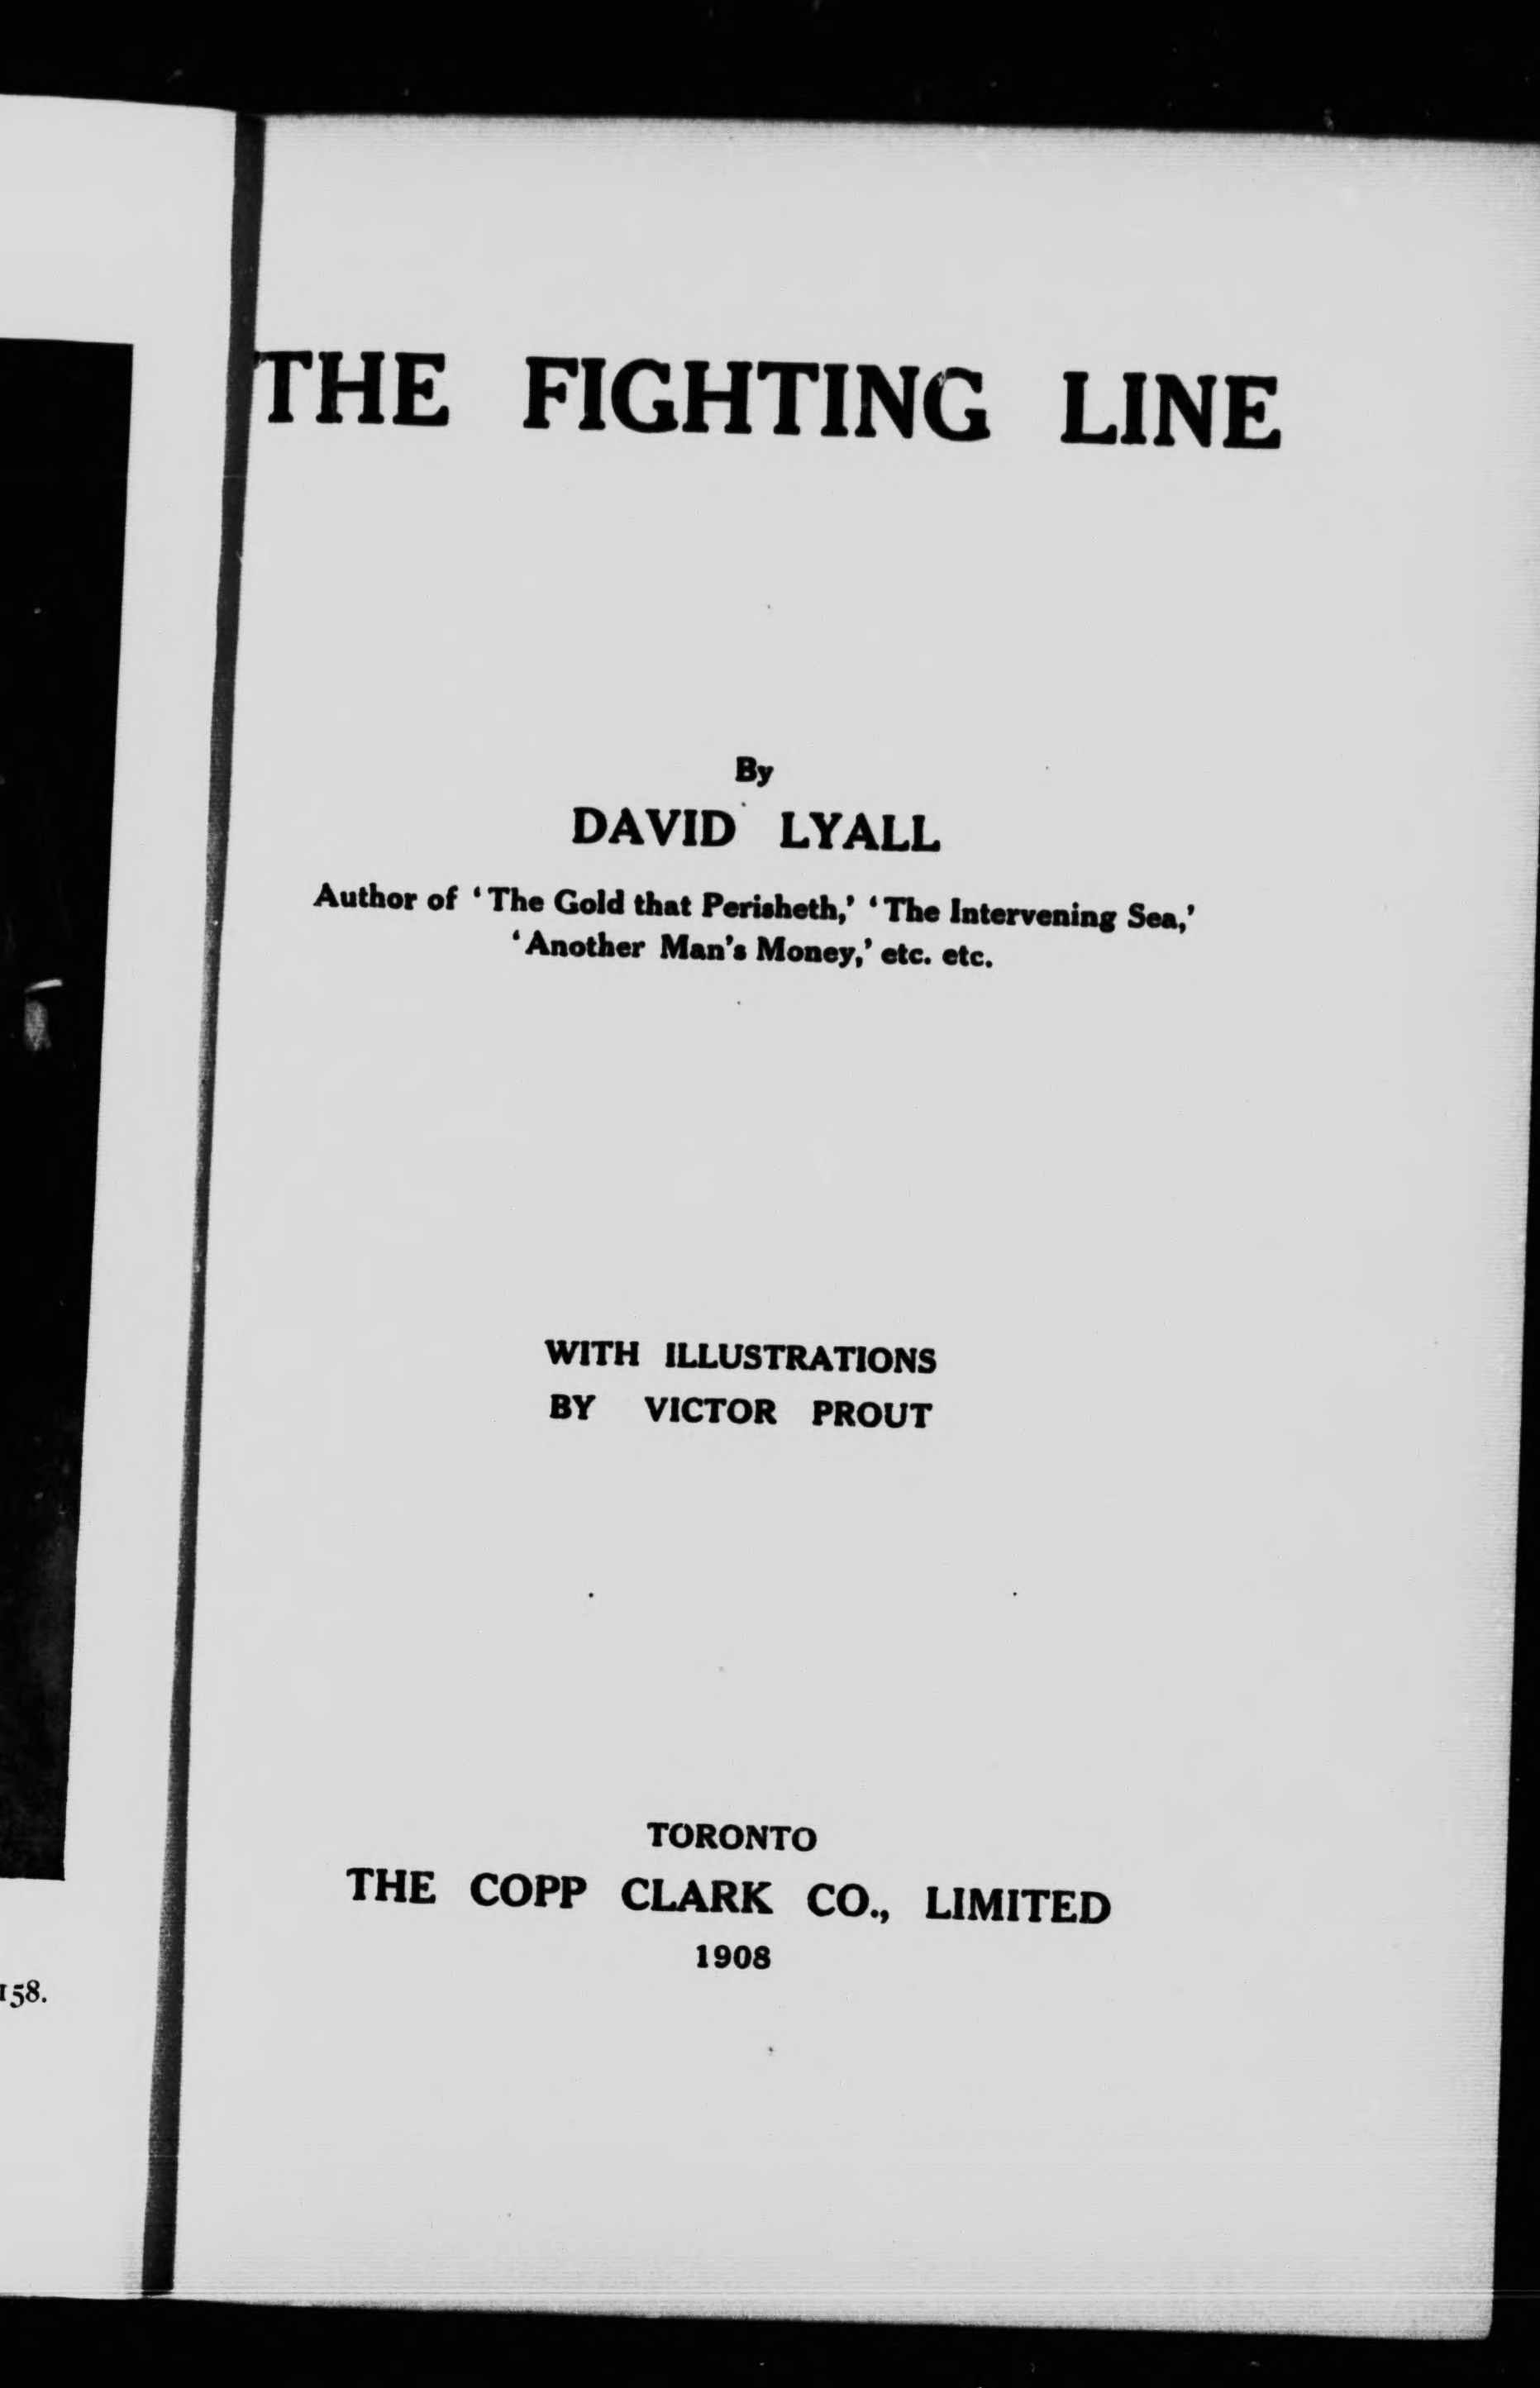 158.
THE FIGHTING LINE
By
DAVID LYALL
Author of ‘The Gold that Perisheth,’ ‘The Intervening Sea,’
‘Another Man’s Money,’ etc. etc.
WITH ILLUSTRATIONS
BY VICTOR PROUT
TORONTO
THE COPP CLARK CO., LIMITED
1908